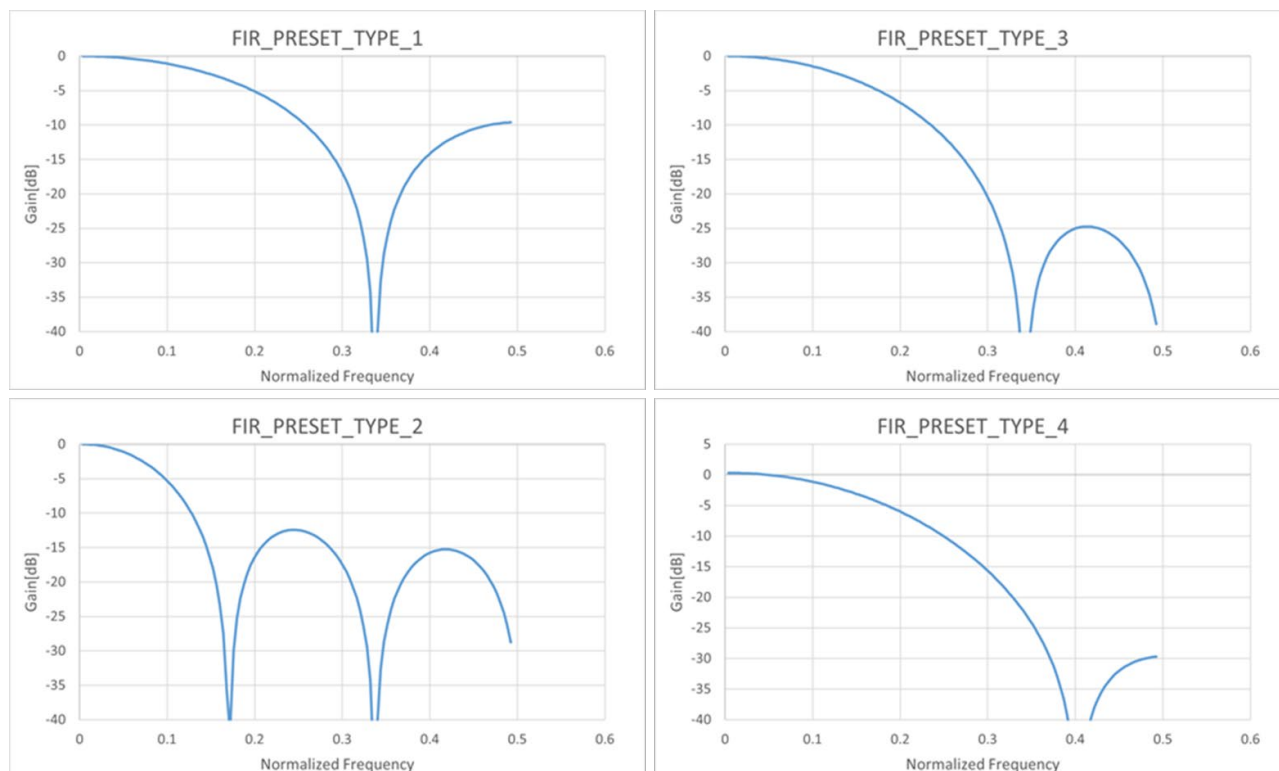 FIR_PRESET_TYPE_1
0
-5
-10
-15
-20
-25
-30
-35
-40
Gain[dB]
0 0.1 0.2 0.3 0.4 0.5 0.6
Normalized Frequency
FIR_PRESET_TYPE_3
0
-5
-10
-15
-20
-25
-30
-35
-40
Gain[dB]
0 0.1 0.2 0.3 0.4 0.5 0.6
Normalized Frequency
FIR_PRESET_TYPE_2
0
-5
-10
-15
-20
-25
-30
-35
-40
Gain[dB]
0 0.1 0.2 0.3 0.4 0.5 0.6
Normalized Frequency
FIR_PRESET_TYPE_4
5
0
-5
-10
-15
-20
-25
-30
-35
-40
Gain[dB]
0 0.1 0.2 0.3 0.4 0.5 0.6
Normalized Frequency